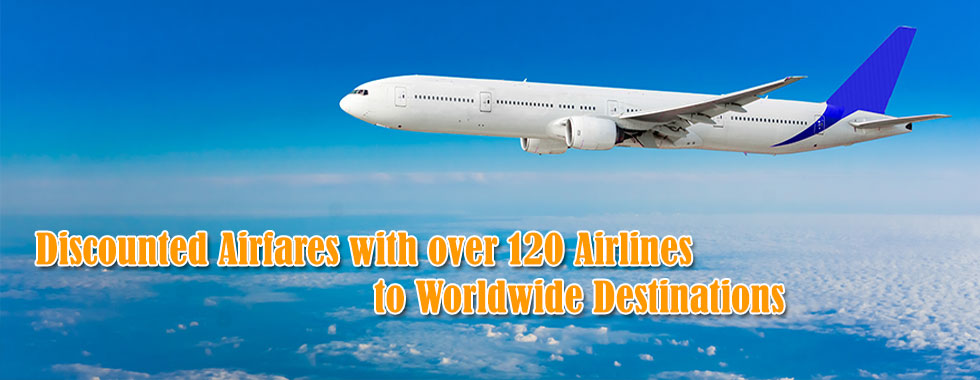 Discounted Airfares with over 120 Airlines
to Worldwide Destinations